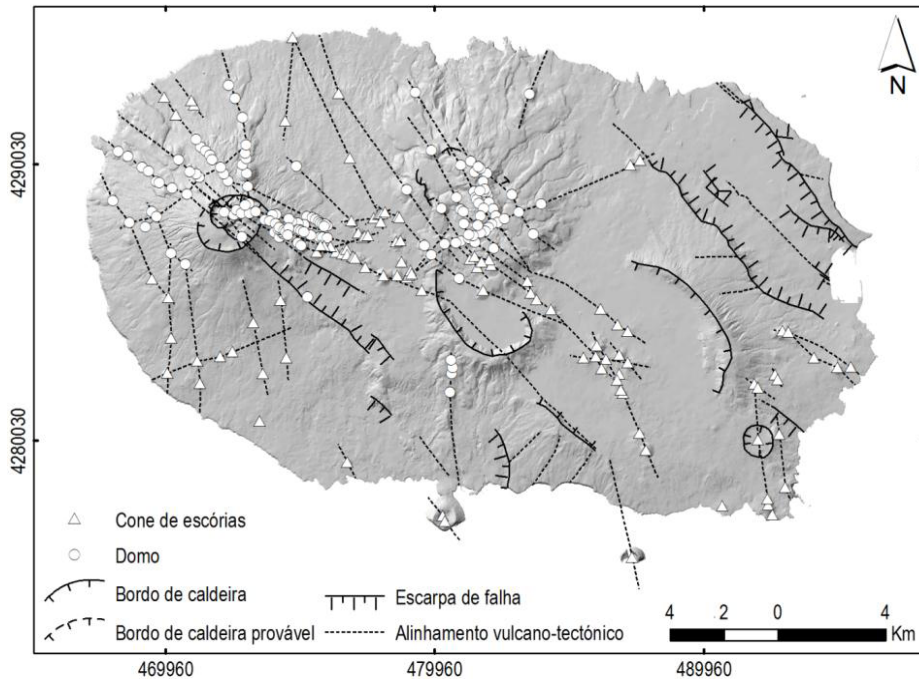 N
4290030
4280030
Cone de escórias
Domo
Bordo de caldeira
Bordo de caldeira provável
Escarpa de falha
Alinhamento vulcano-tectónico
4 2 0 4
Km
469960 479960 489960